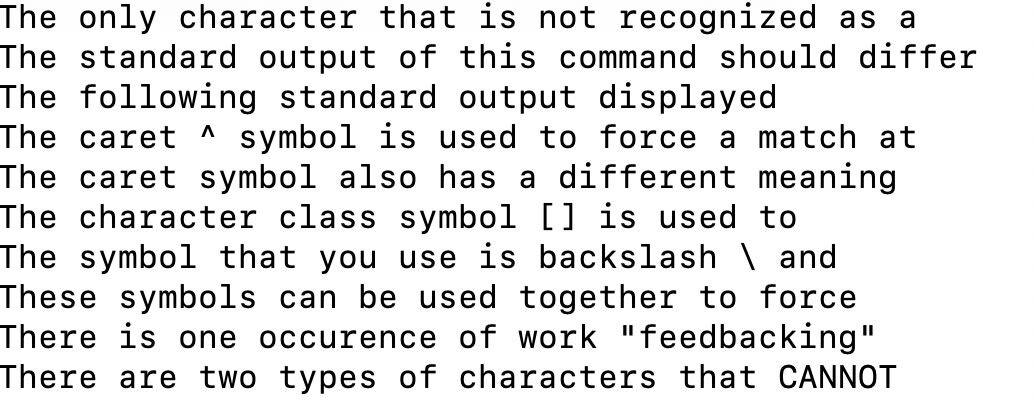 The only character that is not recognized as a
The standard output of this command should differ
The following standard output displayed
The caret ^ symbol is used to force a match at
The caret symbol also has a different meaning
The character class symbol [] is used to
The symbol that you use is backslash \ and
These symbols can be used together to force
There is one occurence of work "feedbacking"
There are two types of characters that CANNOT